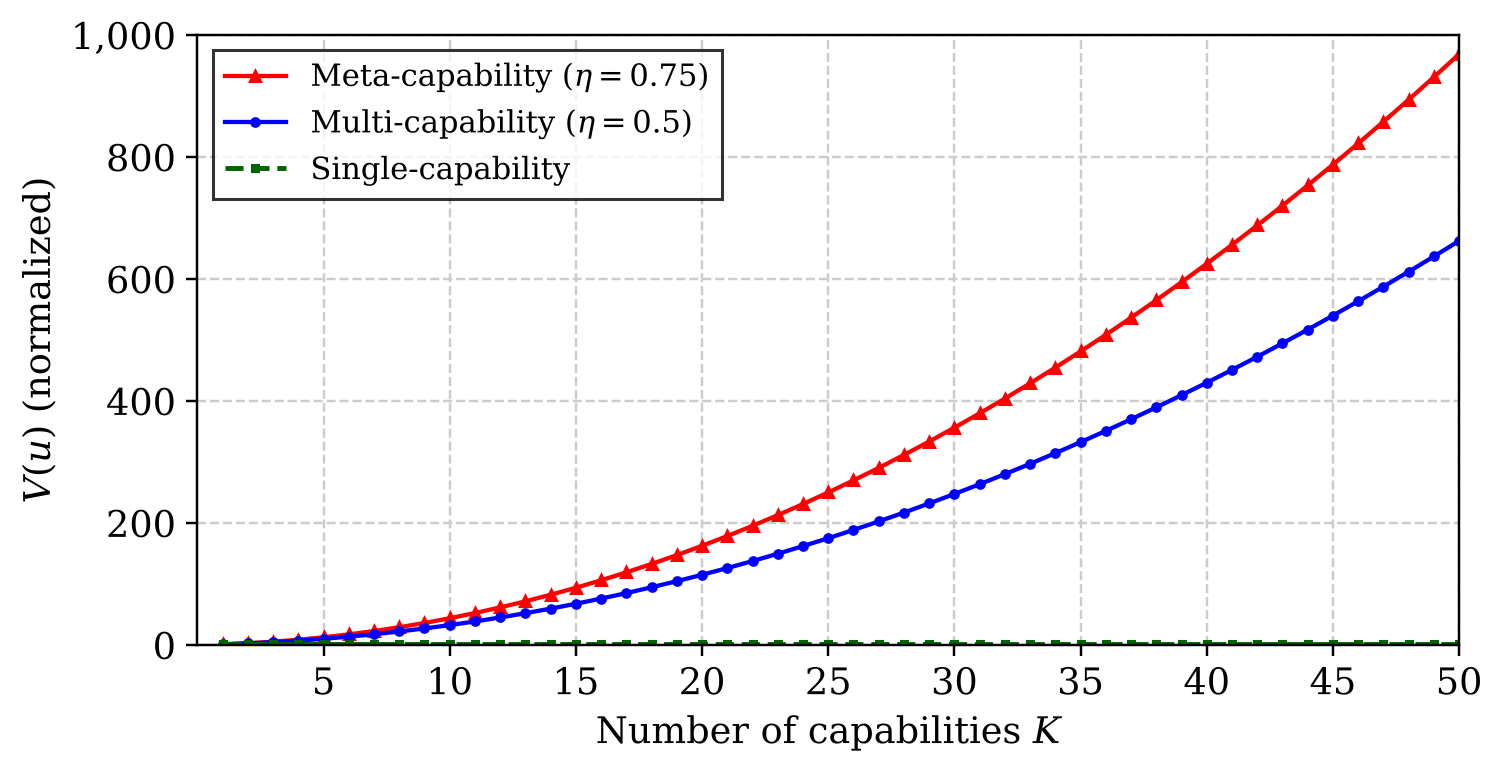 1,000
800
600
400
200
0
V(u) (normalized)
Meta-capability (η = 0.75)
Multi-capability (η = 0.5)
Single-capability
5 10 15 20 25 30 35 40 45 50
Number of capabilities K